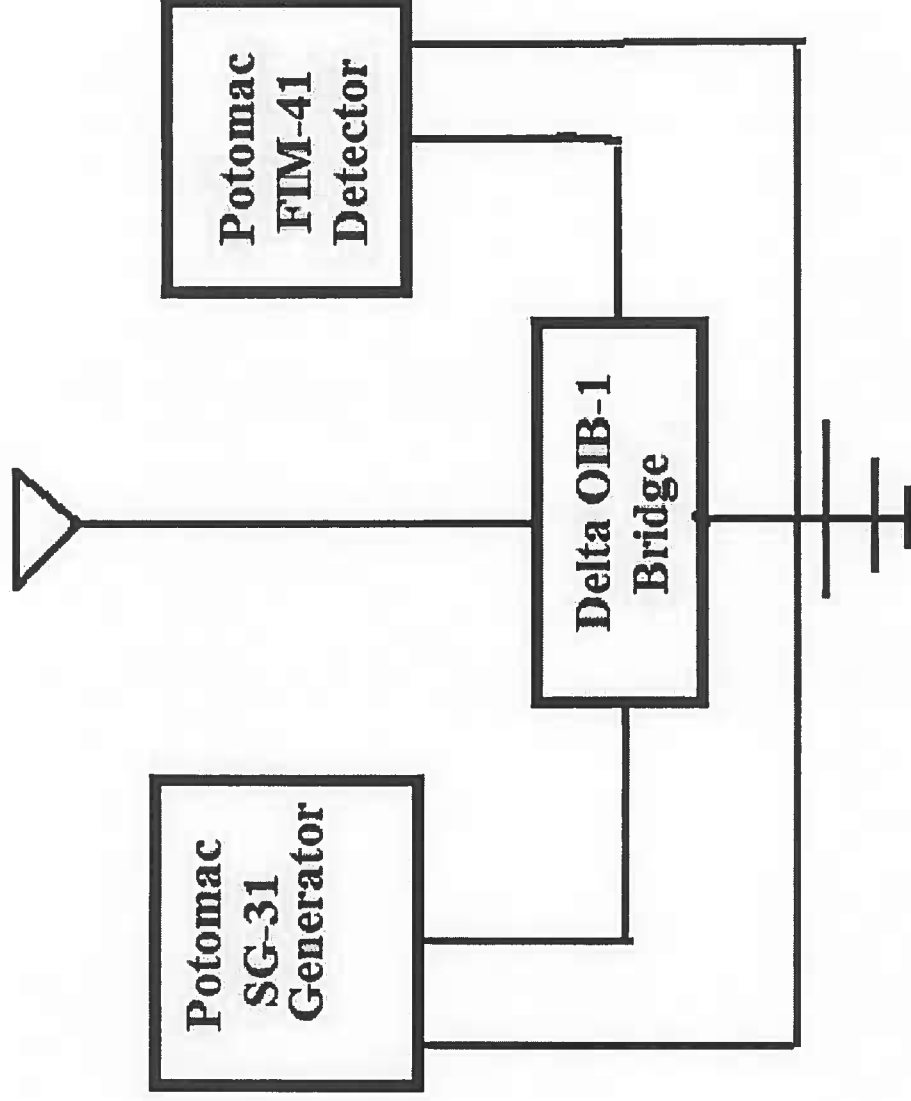 Potomac
SG-31
Generator
Delta OIB-1
Bridge
Potomac
FIM-41
Detector